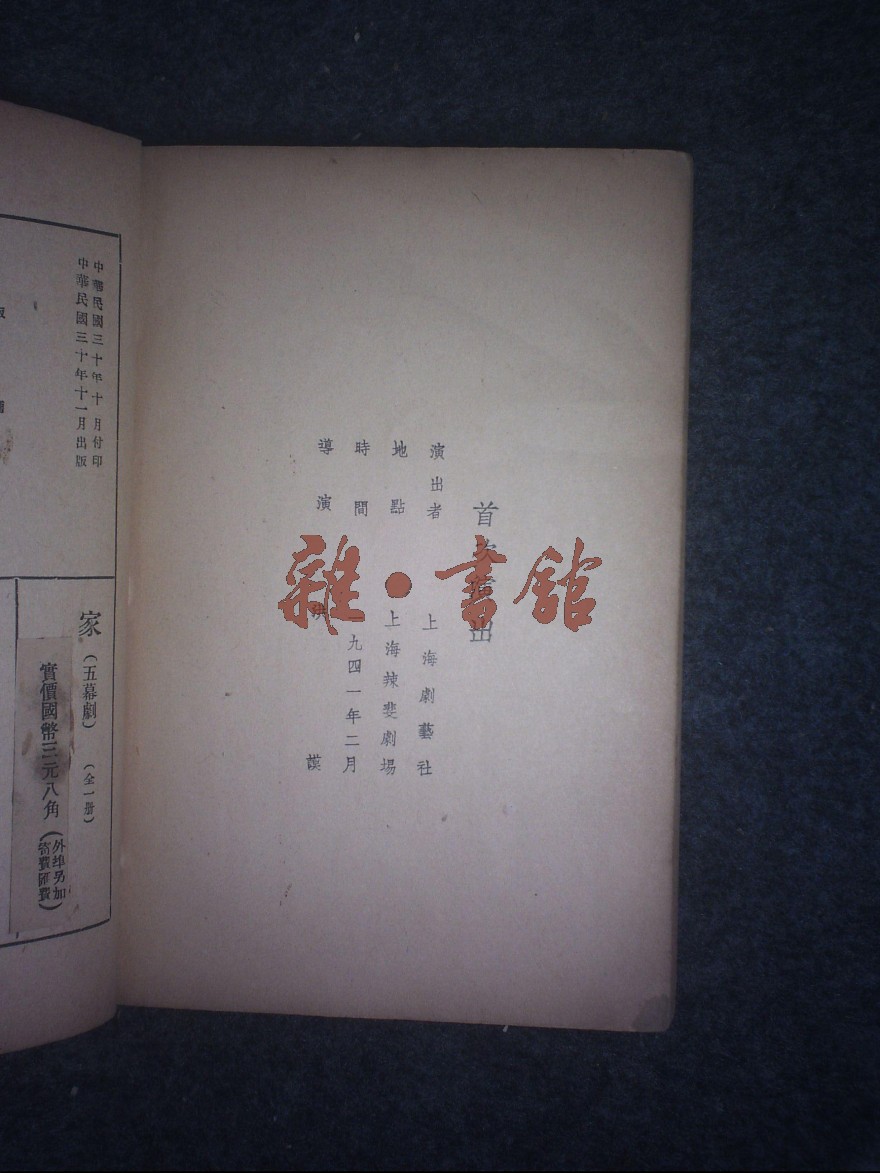 首次演出
演出者 上海劇藝社
地點 上海辣斐劇場
時間 一九四一年二月
導演 洪謨
雜•書館
中華民國三十年十月付印
中華民國三十年十一月出版
家(五幕劇)(全一册)
實價國幣三元八角(外埠另加寄費匯費)